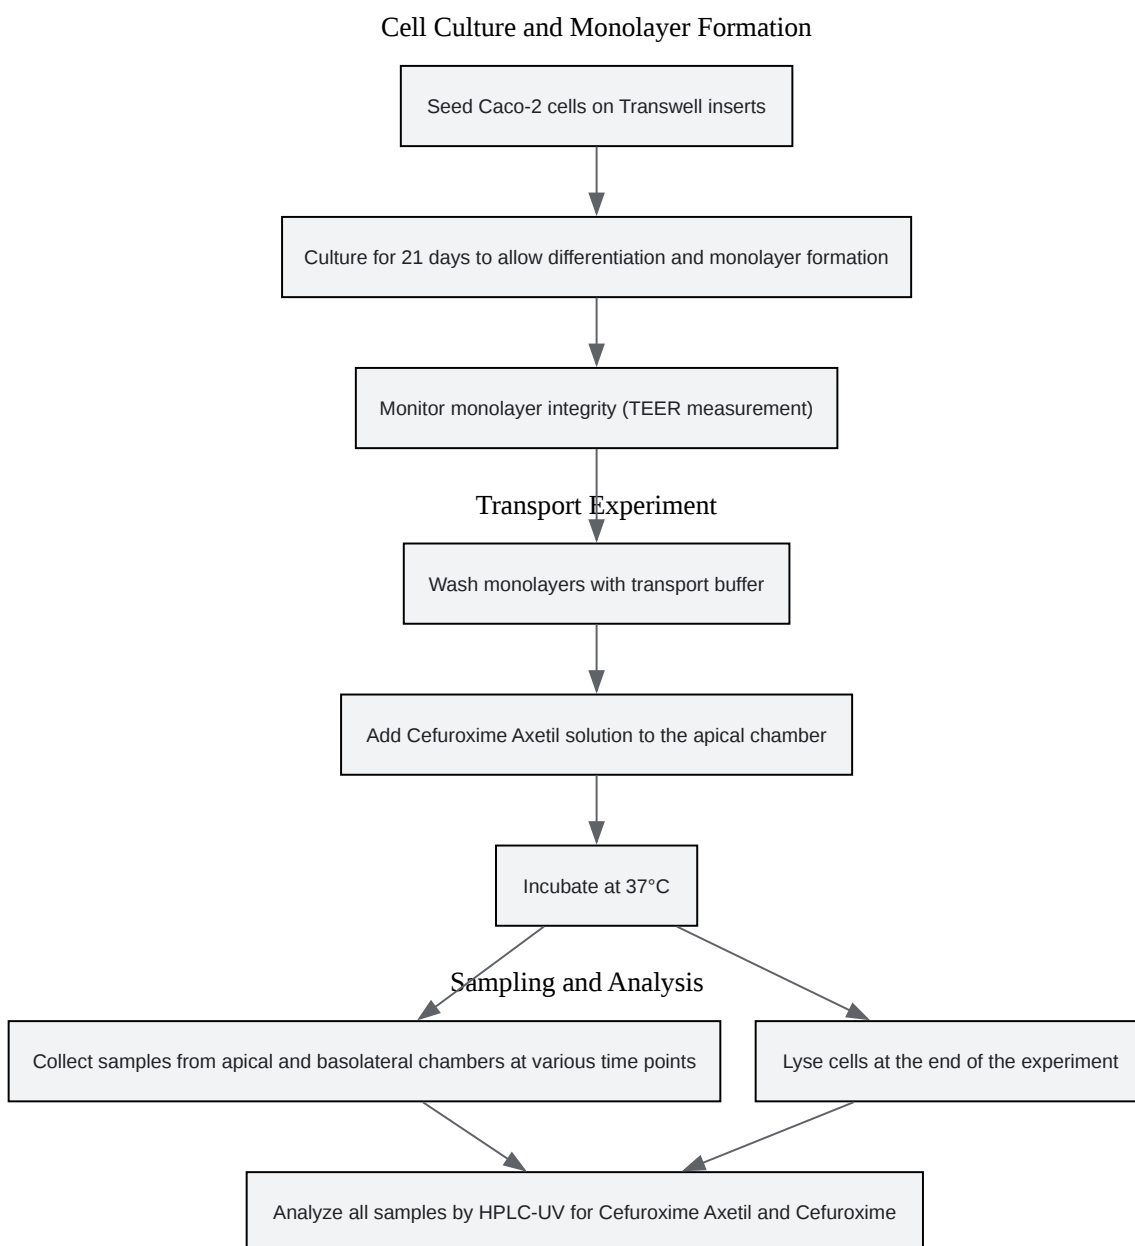 Cell Culture and Monolayer Formation
Seed Caco-2 cells on Transwell inserts
Culture for 21 days to allow differentiation and monolayer formation
Monitor monolayer integrity (TEER measurement)
Transport Experiment
Wash monolayers with transport buffer
Add Cefuroxime Axetil solution to the apical chamber
Incubate at 37°C
Sampling and Analysis
Collect samples from apical and basolateral chambers at various time points
Lyse cells at the end of the experiment
Analyze all samples by HPLC-UV for Cefuroxime Axetil and Cefuroxime